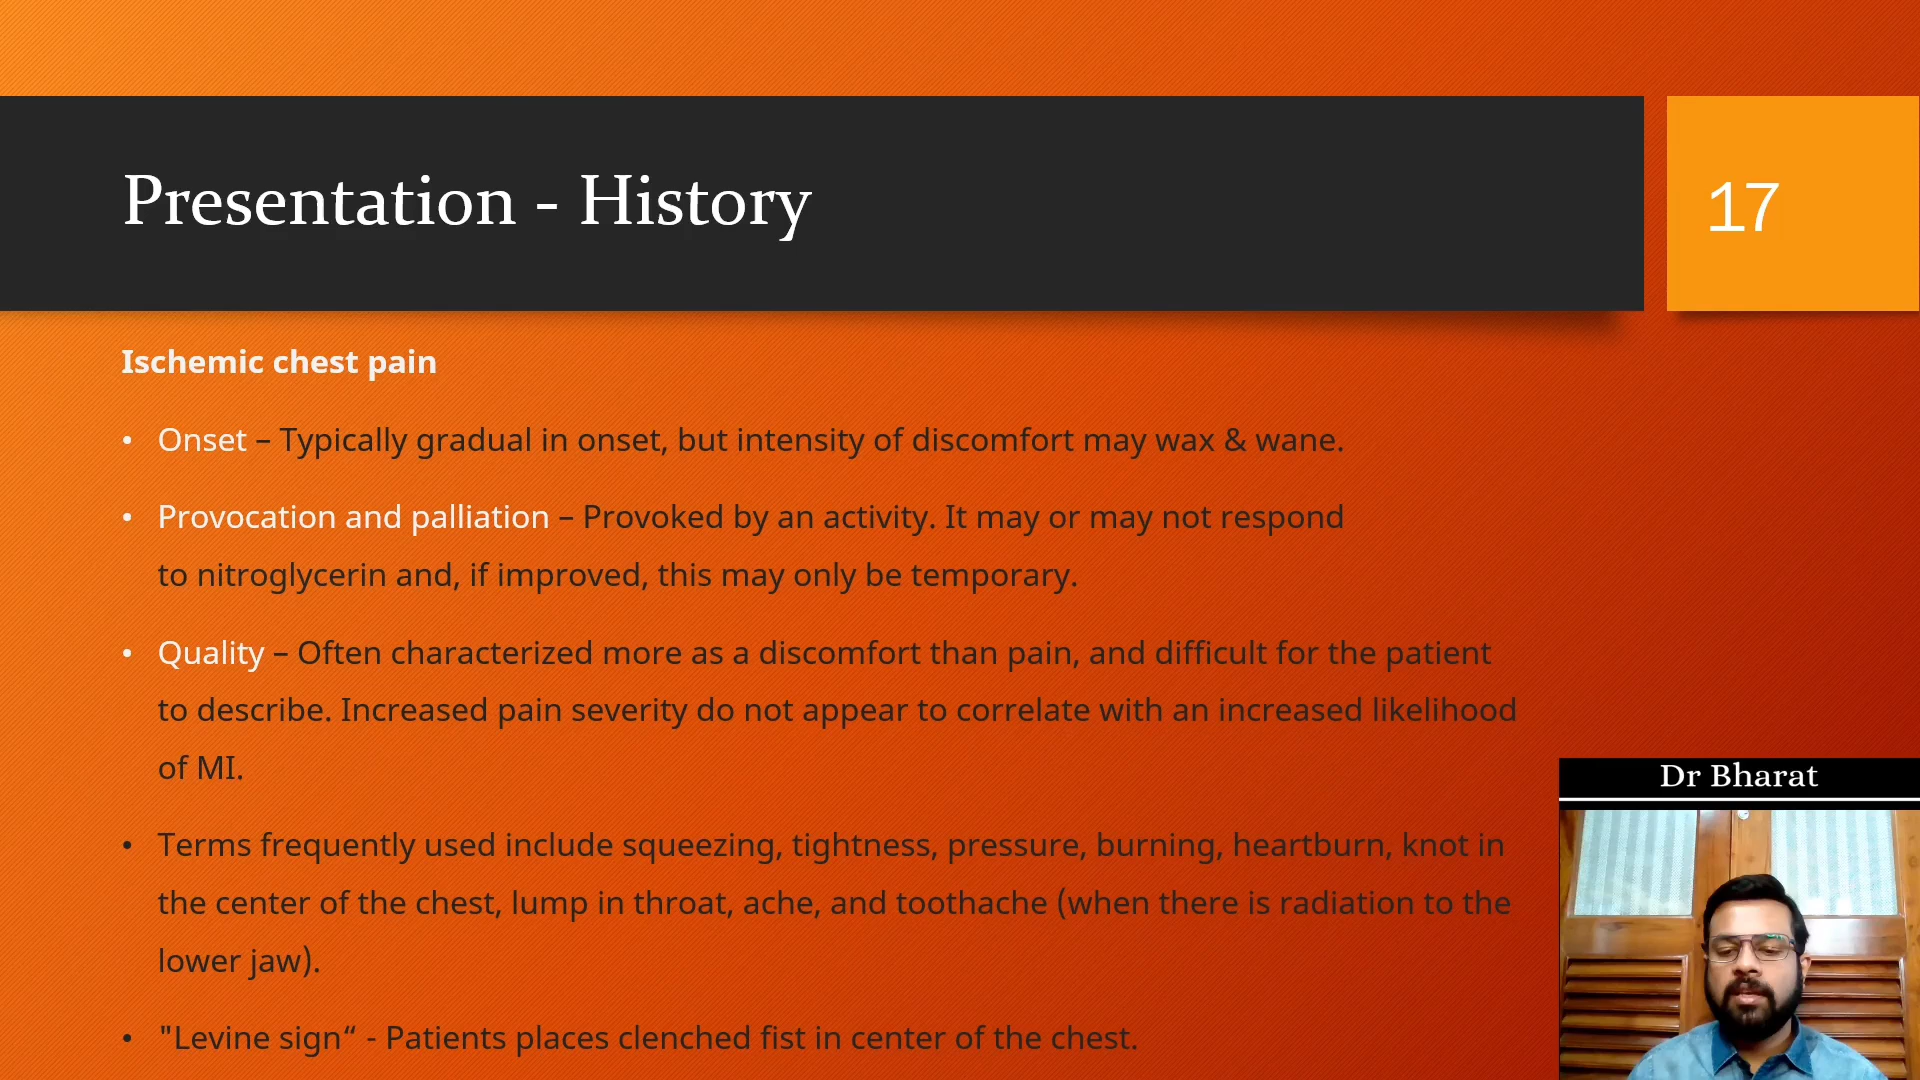 Presentation - History
17
Ischemic chest pain
• Onset – Typically gradual in onset, but intensity of discomfort may wax & wane.
• Provocation and palliation – Provoked by an activity. It may or may not respond
to nitroglycerin and, if improved, this may only be temporary.
• Quality – Often characterized more as a discomfort than pain, and difficult for the patient
to describe. Increased pain severity do not appear to correlate with an increased likelihood
of MI.
• Terms frequently used include squeezing, tightness, pressure, burning, heartburn, knot in
the center of the chest, lump in throat, ache, and toothache (when there is radiation to the
lower jaw).
• "Levine sign“ - Patients places clenched fist in center of the chest.
Dr Bharat